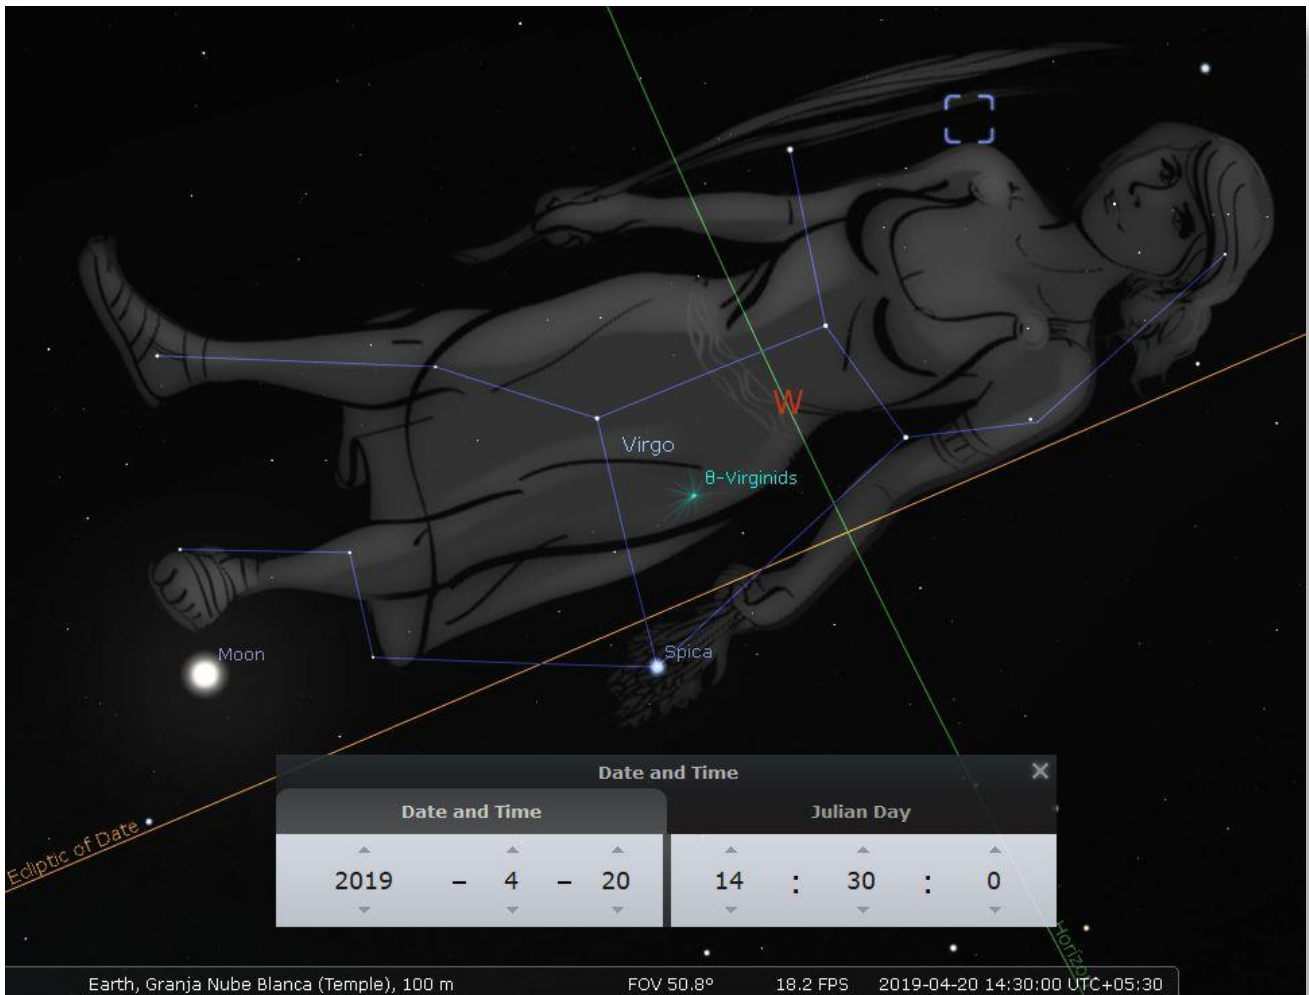 W
Virgo
θ-Virginids
Moon
Spica
Ecliptic of Date
Date and Time
Date and Time
Julian Day
2019 – 4 – 20
14 : 30 : 0
Horizon
Earth, Granja Nube Blanca (Temple), 100 m
FOV 50.8°
18.2 FPS
2019-04-20 14:30:00 UTC+05:30